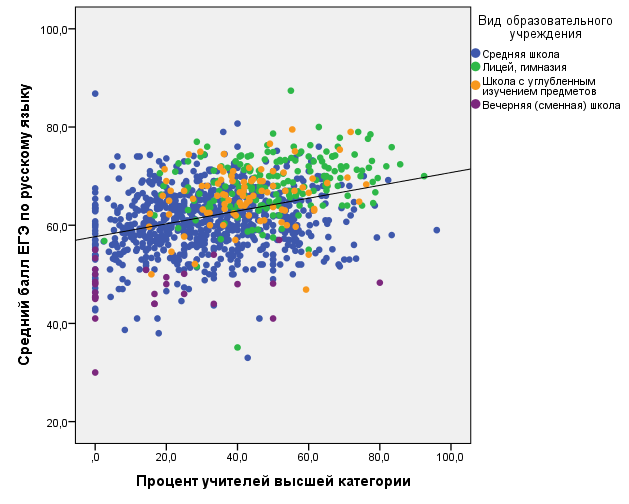 Вид образовательного
учреждения
Средняя школа
Лицей, гимназия
Школа с углубленным
изучением предметов
Вечерняя (сменная) школа
Средний балл ЕГЭ по русскому языку
100,0
80,0
60,0
40,0
20,0
,0 20,0 40,0 60,0 80,0 100,0
Процент учителей высшей категории